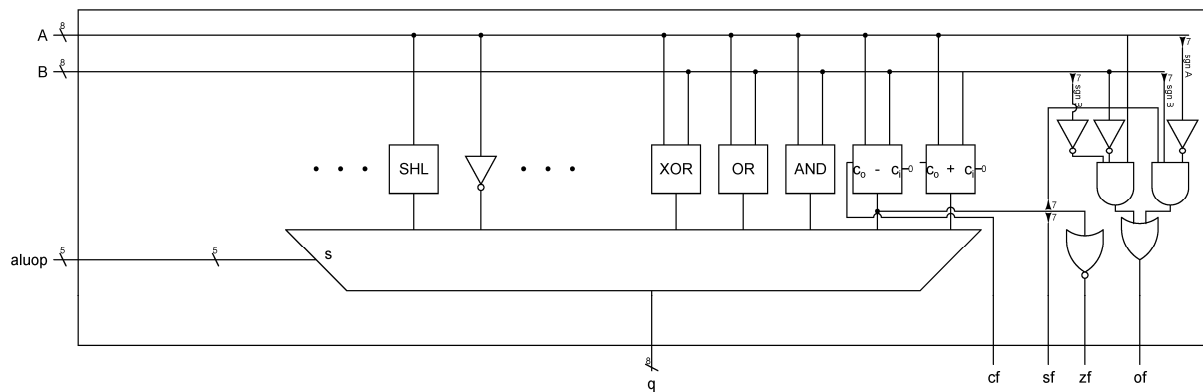 8
A
7
sgn A
8
B
7
sgn B
7
sgn B
SHL
XOR
OR
AND
co - ci
0
co + ci
0
7
7
5
aluop
5
s
8
q
cf
sf
zf
of